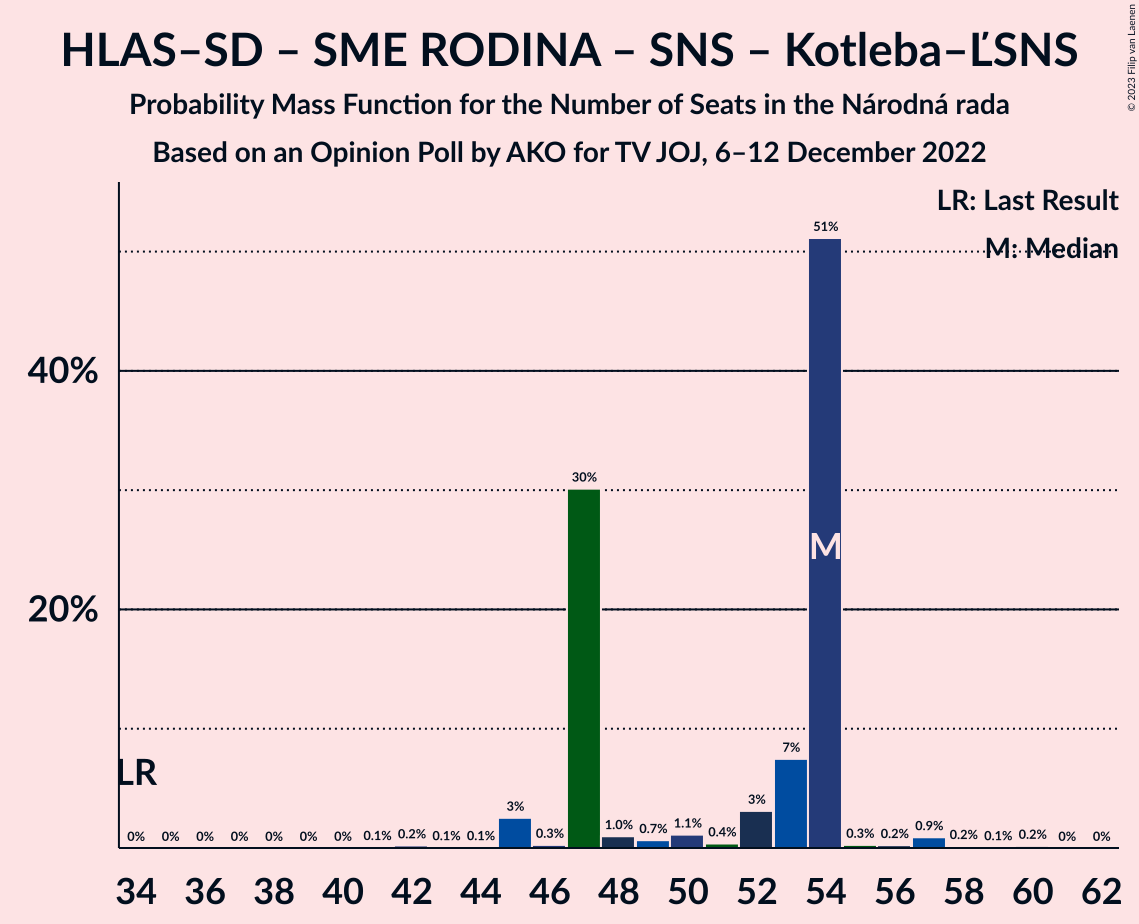 HLAS–SD – SME RODINA – SNS – Kotleba–ĽSNS
Probability Mass Function for the Number of Seats in the Národná rada
Based on an Opinion Poll by AKO for TV JOJ, 6–12 December 2022
© 2023 Filip van Laenen
LR: Last Result
M: Median
40%
20%
LR
M
0% 0% 0% 0% 0% 0% 0% 0.1% 0.2% 0.1% 0.1% 3% 0.3% 30% 1.0% 0.7% 1.1% 0.4% 3% 7% 51% 0.3% 0.2% 0.9% 0.2% 0.1% 0.2% 0% 0%
34 36 38 40 42 44 46 48 50 52 54 56 58 60 62